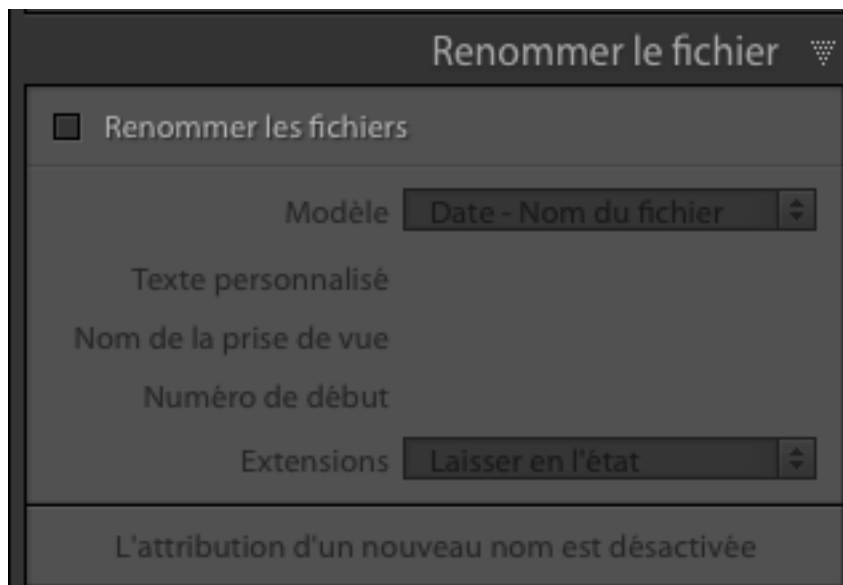 Renommer le fichier
Renommer les fichiers
Modèle Date - Nom du fichier
Texte personnalisé
Nom de la prise de vue
Numéro de début
Extensions Laisser en l'état
L'attribution d'un nouveau nom est désactivée